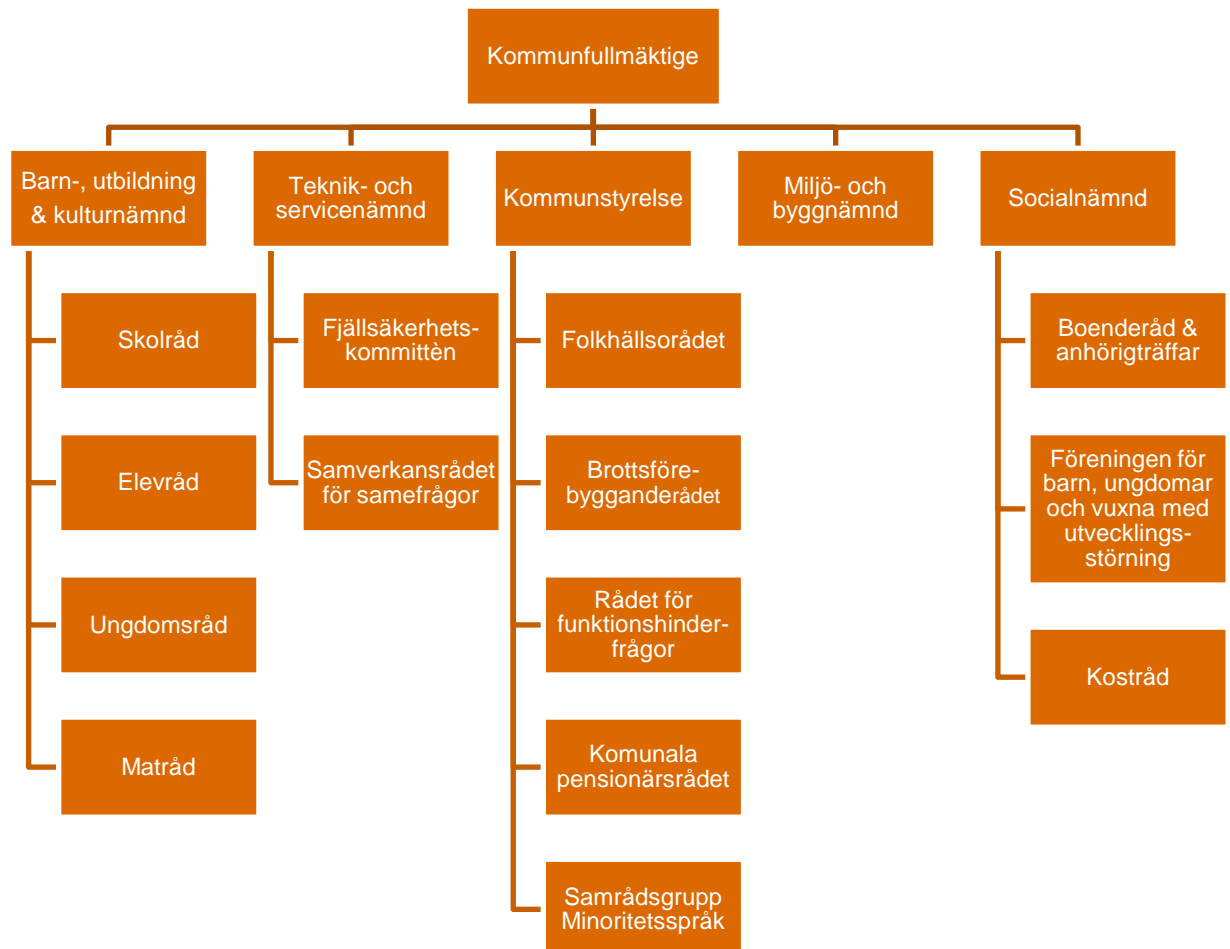 Kommunfullmäktige
Barn-, utbildning
& kulturnämnd
Skolråd
Elevråd
Ungdomsråd
Matråd
Teknik- och
servicenämnd
Fjällsäkerhets-
kommittèn
Samverkansrådet
för samefrågor
Kommunstyrelse
Folkhällsorådet
Brottsföre-
byggande­rådet
Rådet för
funktionshinder-
frågor
Komunala
pensionärsrådet
Samrådsgrupp
Minoritetsspråk
Miljö- och
byggnämnd
Socialnämnd
Boenderåd &
anhörigträffar
Föreningen för
barn, ungdomar
och vuxna med
utvecklings-
störning
Kostråd